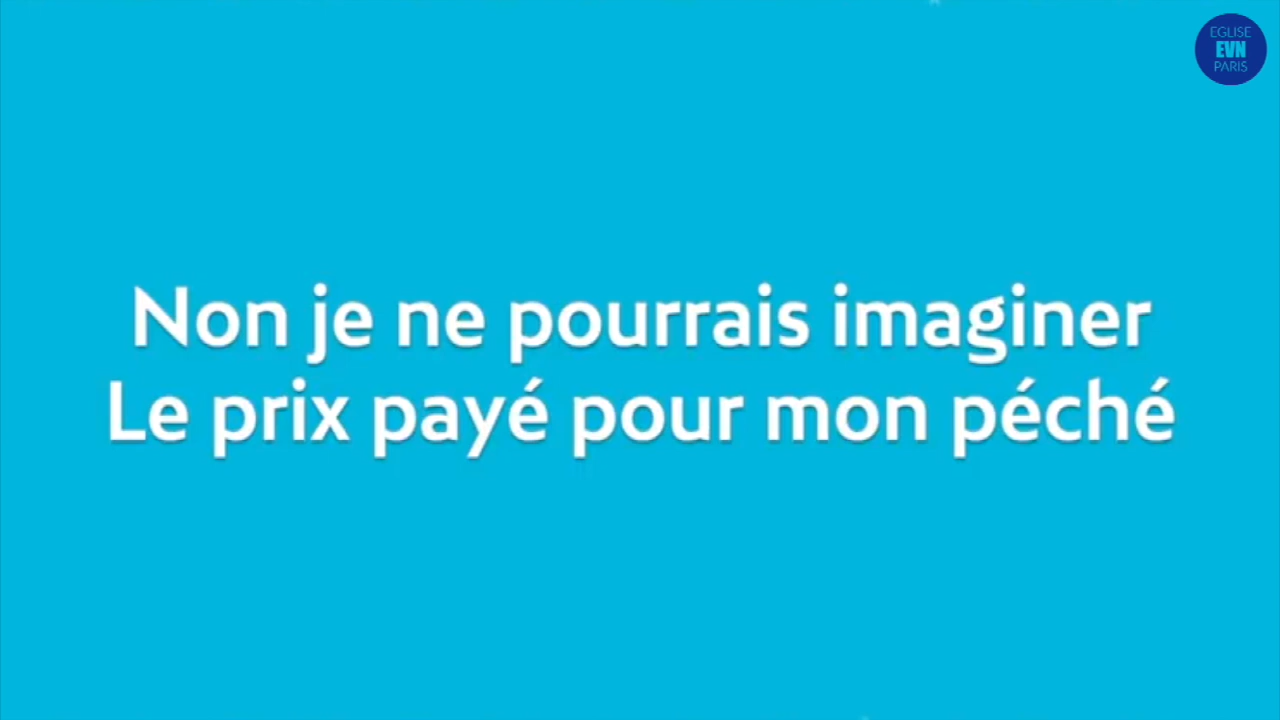 EGLISE
EVN
PARIS
Non je ne pourrais imaginer
Le prix payé pour mon péché